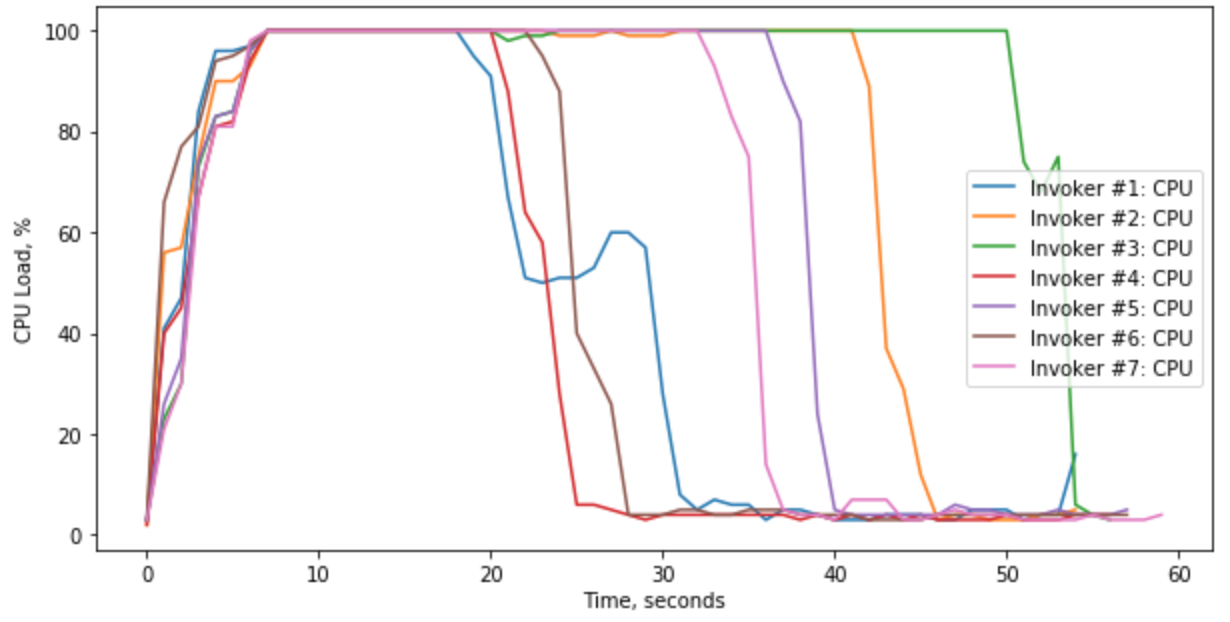 100
80
60
40
20
0
CPU Load, %
Invoker #1: CPU
Invoker #2: CPU
Invoker #3: CPU
Invoker #4: CPU
Invoker #5: CPU
Invoker #6: CPU
Invoker #7: CPU
0 10 20 30 40 50 60
Time, seconds